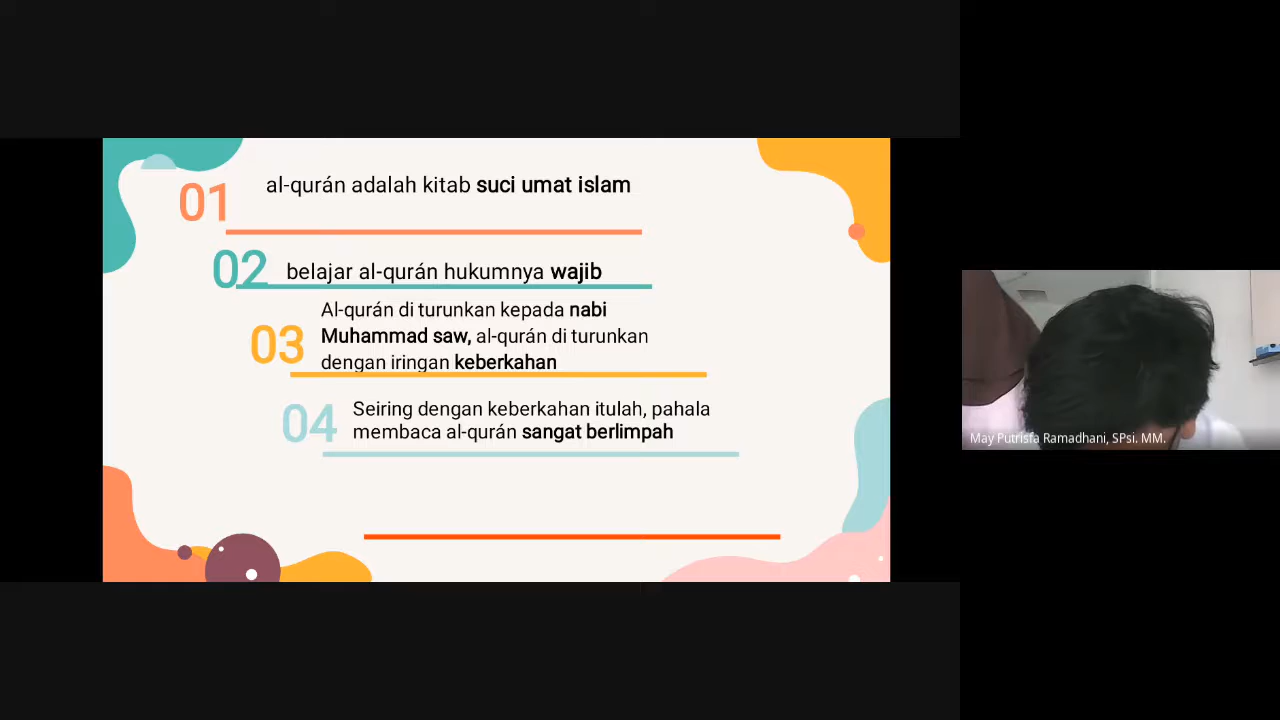 01
al-qurán adalah kitab suci umat islam
02
belajar al-qurán hukumnya wajib
03
Al-qurán di turunkan kepada nabi
Muhammad saw, al-qurán di turunkan
dengan iringan keberkahan
04
Seiring dengan keberkahan itulah, pahala
membaca al-qurán sangat berlimpah
May Putrisfa Ramadhani, SPsi. MM.